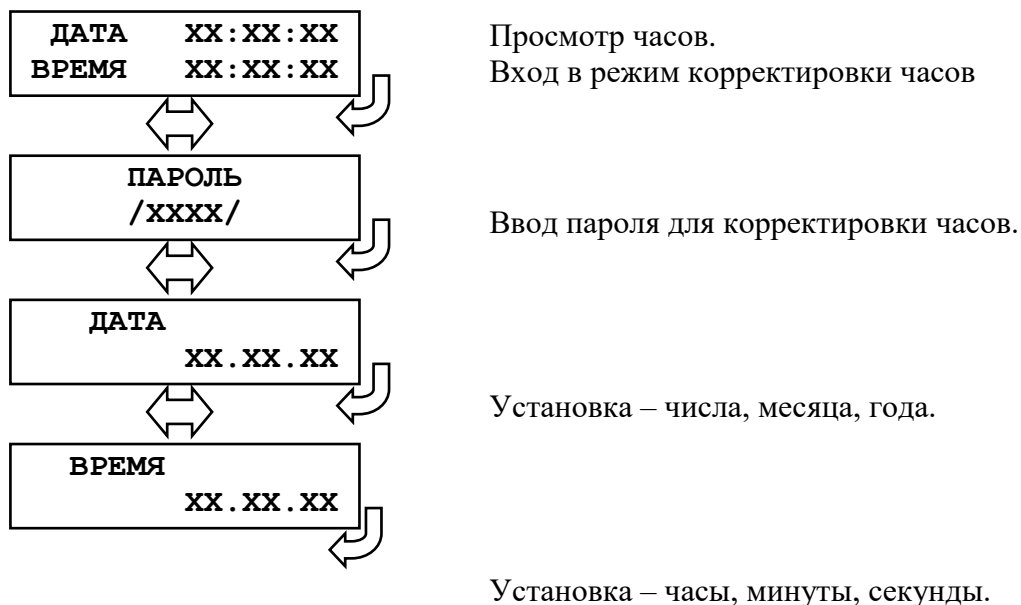 ДАТА XX:XX:XX
ВРЕМЯ XX:XX:XX
Просмотр часов.
Вход в режим корректировки часов
ПАРОЛЬ
/XXXX/
Ввод пароля для корректировки часов.
ДАТА
XX.XX.XX
Установка – числа, месяца, года.
ВРЕМЯ
XX.XX.XX
Установка – часы, минуты, секунды.